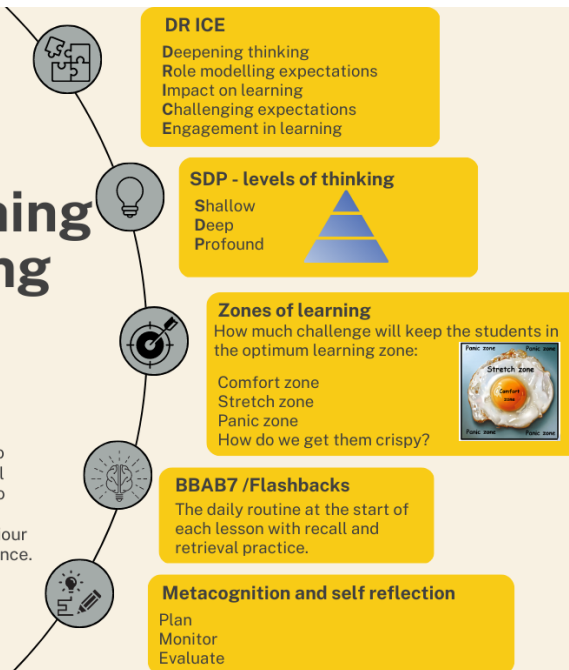 DR ICE
Deepening thinking
Role modelling expectations
Impact on learning
Challenging expectations
Engagement in learning
SDP - levels of thinking
Shallow
Deep
Profound
ning
ng
Zones of learning
How much challenge will keep the students in
the optimum learning zone:
Comfort zone
Stretch zone
Panic zone
How do we get them crispy?
Panic zone
Panic zone
Stretch zone
Comfort
zone
Panic zone
Panic zone
BBAB7 /Flashbacks
The daily routine at the start of
each lesson with recall and
retrieval practice.
nce.
Metacognition and self reflection
Plan
Monitor
Evaluate